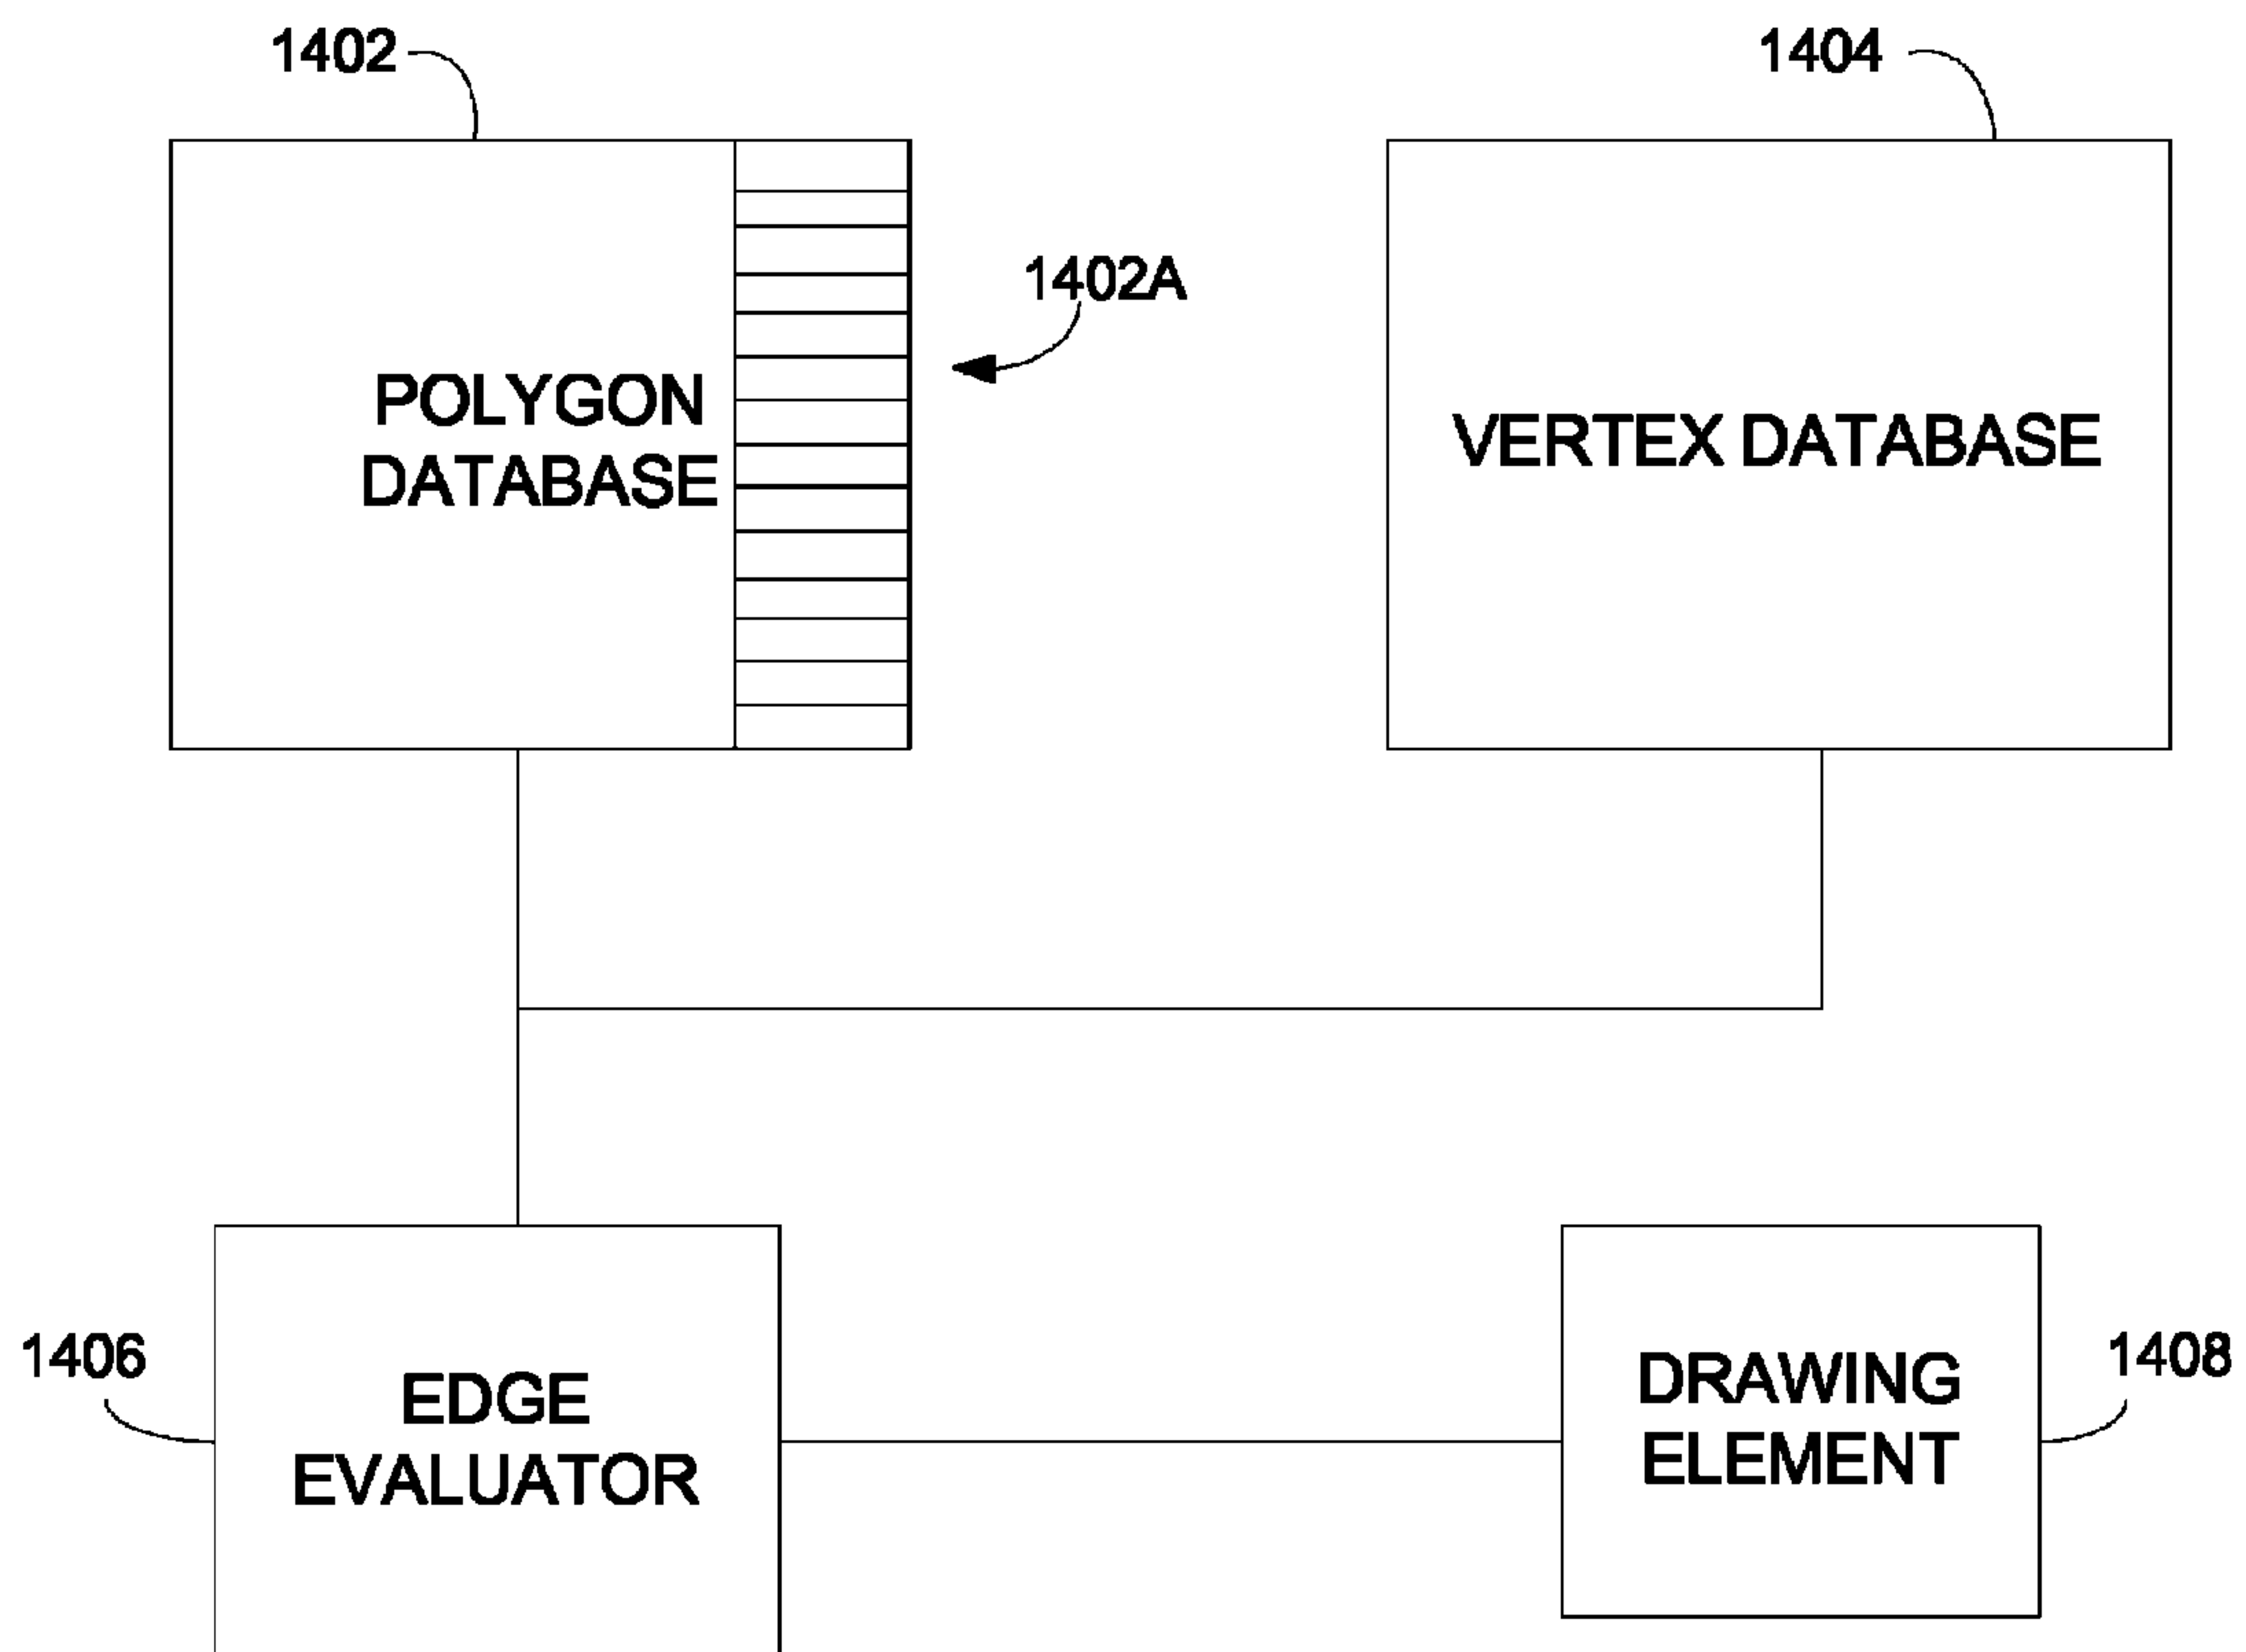 1402
1404
1402A
POLYGON
DATABASE
VERTEX DATABASE
1406
EDGE
EVALUATOR
DRAWING
ELEMENT
1408